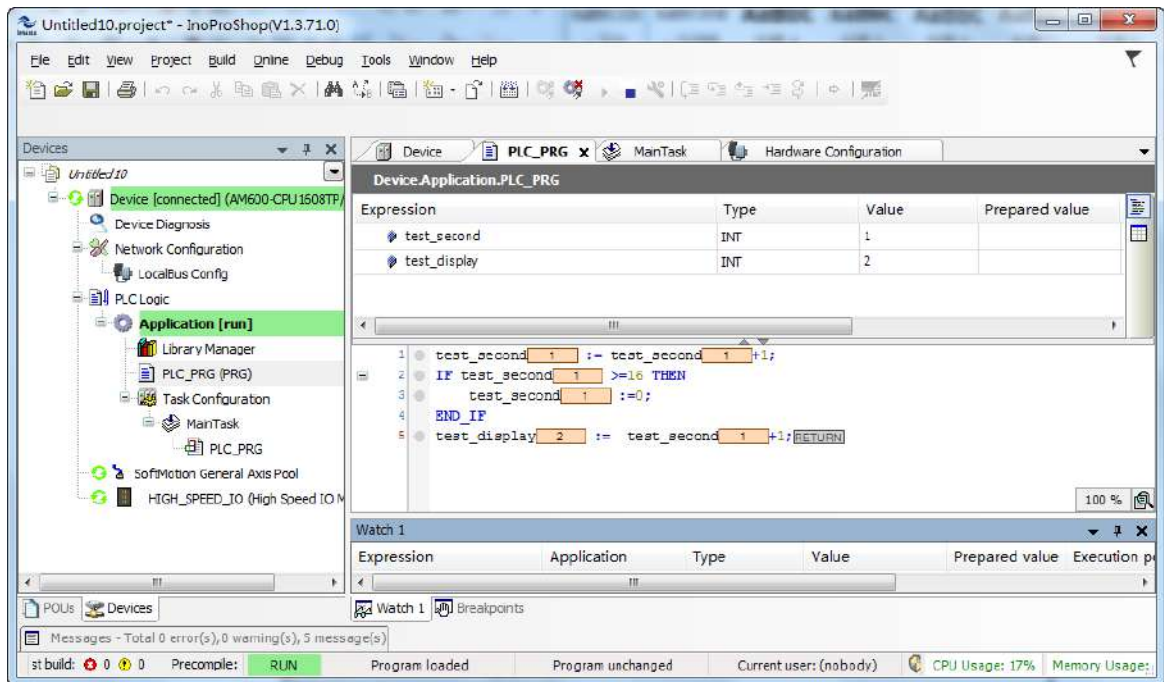 Untitled10.project* - InoProShop(V1.3.71.0)
File Edit View Project Build Online Debug Tools Window Help
Devices
Untitled10
Device [connected] (AM600-CPU1608TP/
Device Diagnosis
Network Configuration
LocalBus Config
PLC Logic
Application [run]
Library Manager
PLC_PRG (PRG)
Task Configuration
MainTask
PLC_PRG
SoftMotion General Axis Pool
HIGH_SPEED_IO (High Speed IO M
POUs Devices
Device PLC_PRG X MainTask Hardware Configuration
Device.Application.PLC_PRG
Expression Type Value Prepared value
test_second INT 1
test_display INT 2
1 test_second 1 := test_second 1 +1;
2 IF test_second 1 >=16 THEN
3 test_second 1 :=0;
4 END_IF
5 test_display 2 := test_second 1 +1; RETURN
100 %
Watch 1
Expression Application Type Value Prepared value Execution p
Watch 1 Breakpoints
Messages - Total 0 error(s), 0 warning(s), 5 message(s)
st build: 0 0 Precompile: RUN Program loaded Program unchanged Current user: (nobody) CPU Usage: 17% Memory Usage: